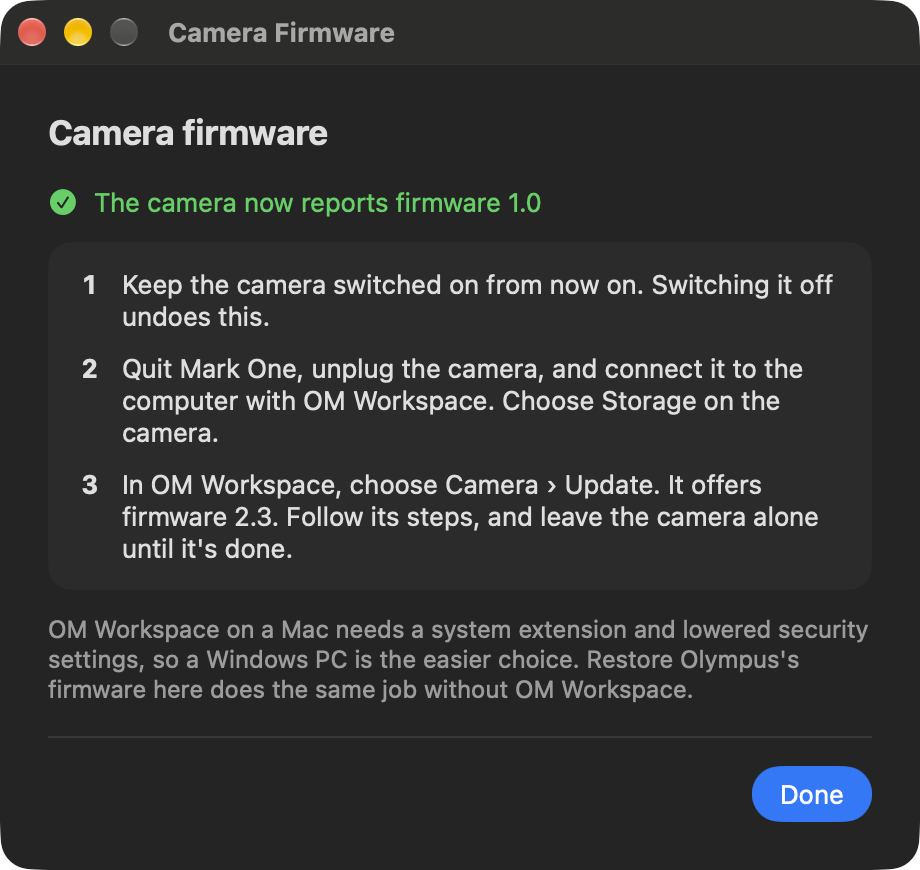 Camera Firmware
Camera firmware
The camera now reports firmware 1.0
1 Keep the camera switched on from now on. Switching it off
undoes this.
2 Quit Mark One, unplug the camera, and connect it to the
computer with OM Workspace. Choose Storage on the
camera.
3 In OM Workspace, choose Camera › Update. It offers
firmware 2.3. Follow its steps, and leave the camera alone
until it's done.
OM Workspace on a Mac needs a system extension and lowered security
settings, so a Windows PC is the easier choice. Restore Olympus's
firmware here does the same job without OM Workspace.
Done